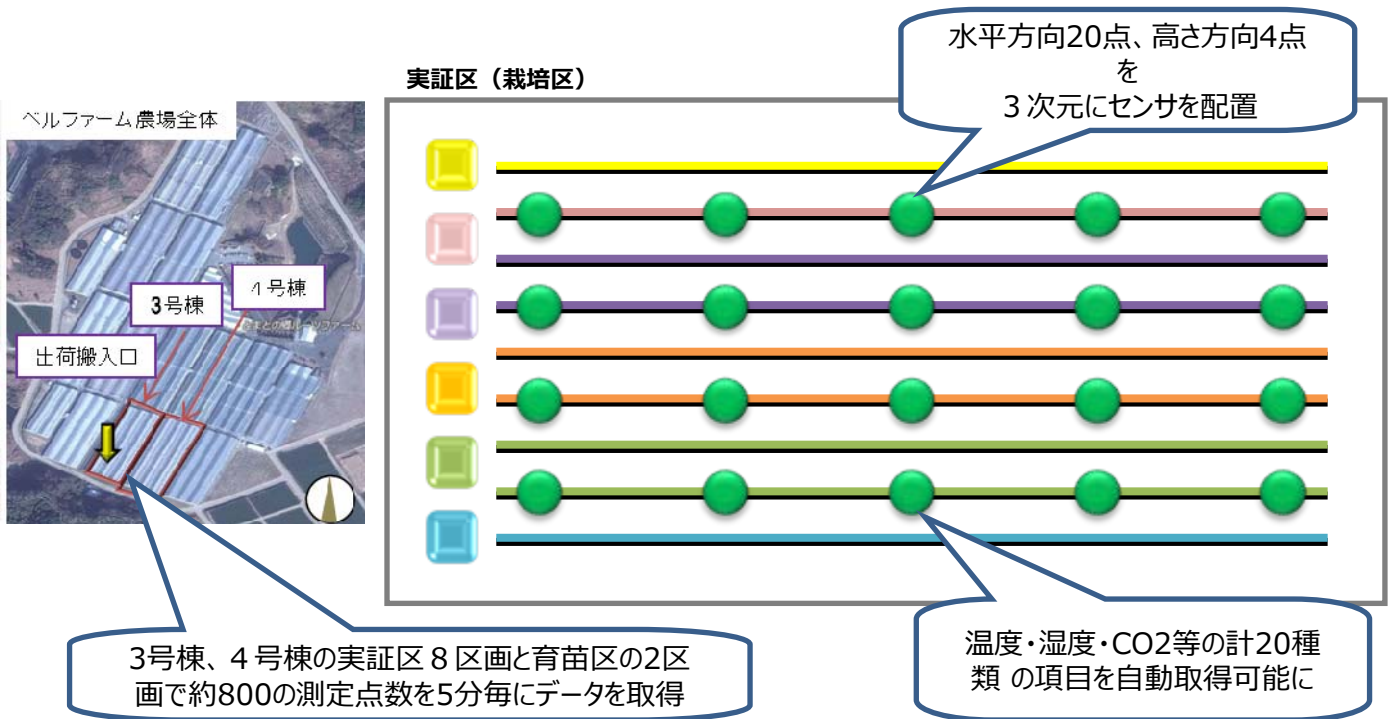 水平方向20点、高さ方向4点
を
３次元にセンサを配置
実証区（栽培区）
ベルファーム農場全体
4号棟
3号棟
出荷搬入口
3号棟、４号棟の実証区８区画と育苗区の2区
画で約800の測定点数を5分毎にデータを取得
温度・湿度・CO2等の計20種
類 の項目を自動取得可能に